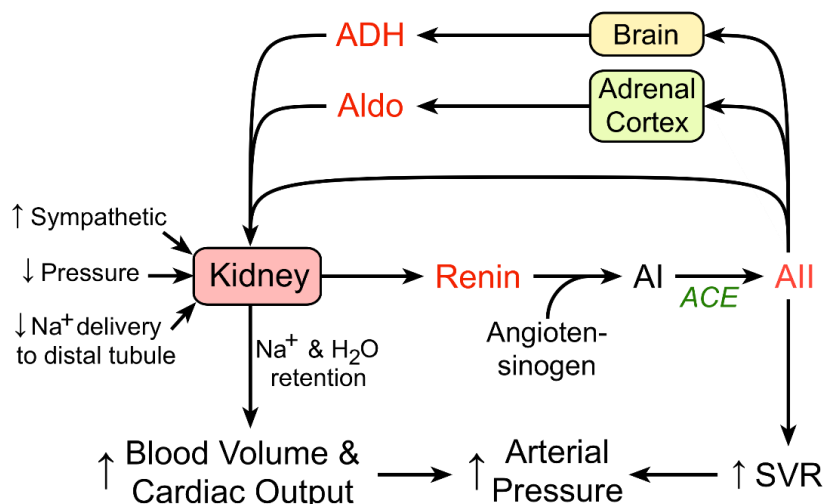 ADH
Brain
Aldo
Adrenal
Cortex
↑ Sympathetic
↓ Pressure
↓ Na⁺ delivery
to distal tubule
Kidney
Renin
AI
ACE
AII
Angioten-
sinogen
Na⁺ & H₂O
retention
↑ Blood Volume &
Cardiac Output
↑ Arterial
Pressure
↑ SVR